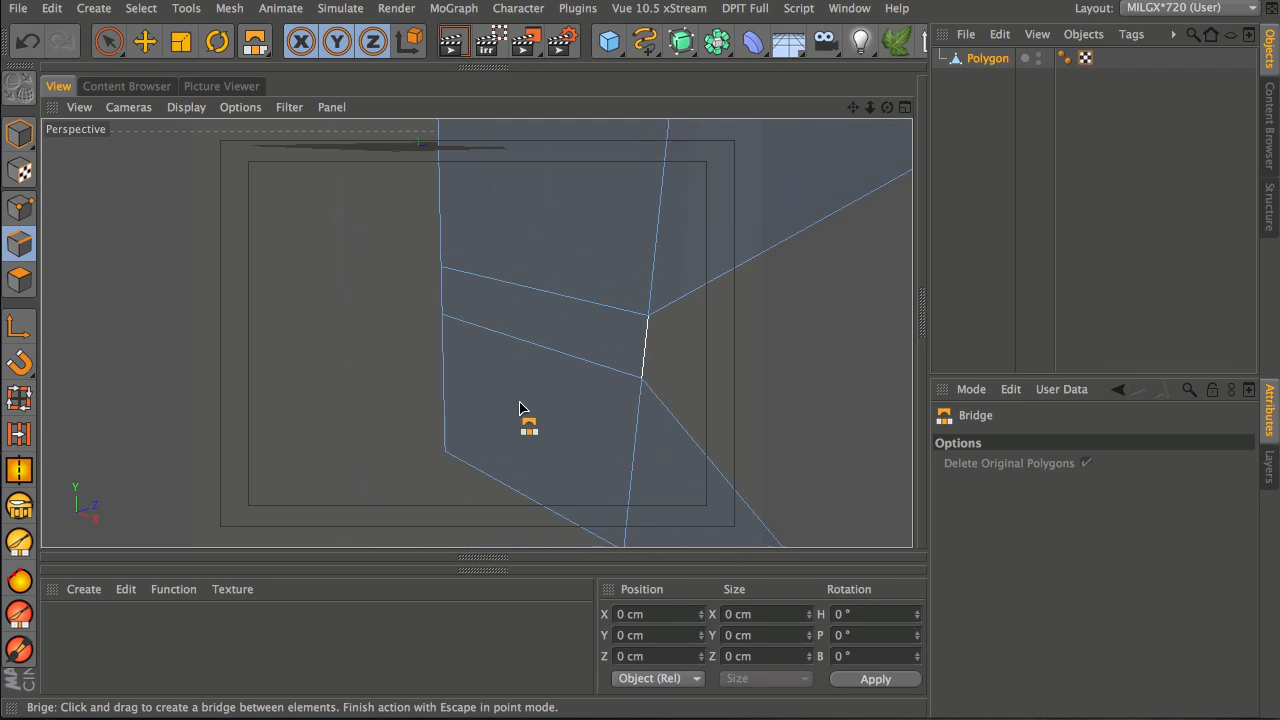 File Edit Create Select Tools Mesh Animate Simulate Render MoGraph Character Plugins Vue 10.5 xStream DPIT Full Script Window Help Layout: MILGX*720 (User)
X Y Z irr
File Edit View Objects Tags
View Content Browser Picture Viewer
Polygon
View Cameras Display Options Filter Panel
Perspective
Objects
Content Browser
Structure
Mode Edit User Data
Bridge
Options
Delete Original Polygons
Attributes
Layers
Y
Z
X
Create Edit Function Texture
Position Size Rotation
X 0 cm X 0 cm H 0 °
Y 0 cm Y 0 cm P 0 °
Z 0 cm Z 0 cm B 0 °
Object (Rel) Size Apply
Brige: Click and drag to create a bridge between elements. Finish action with Escape in point mode.